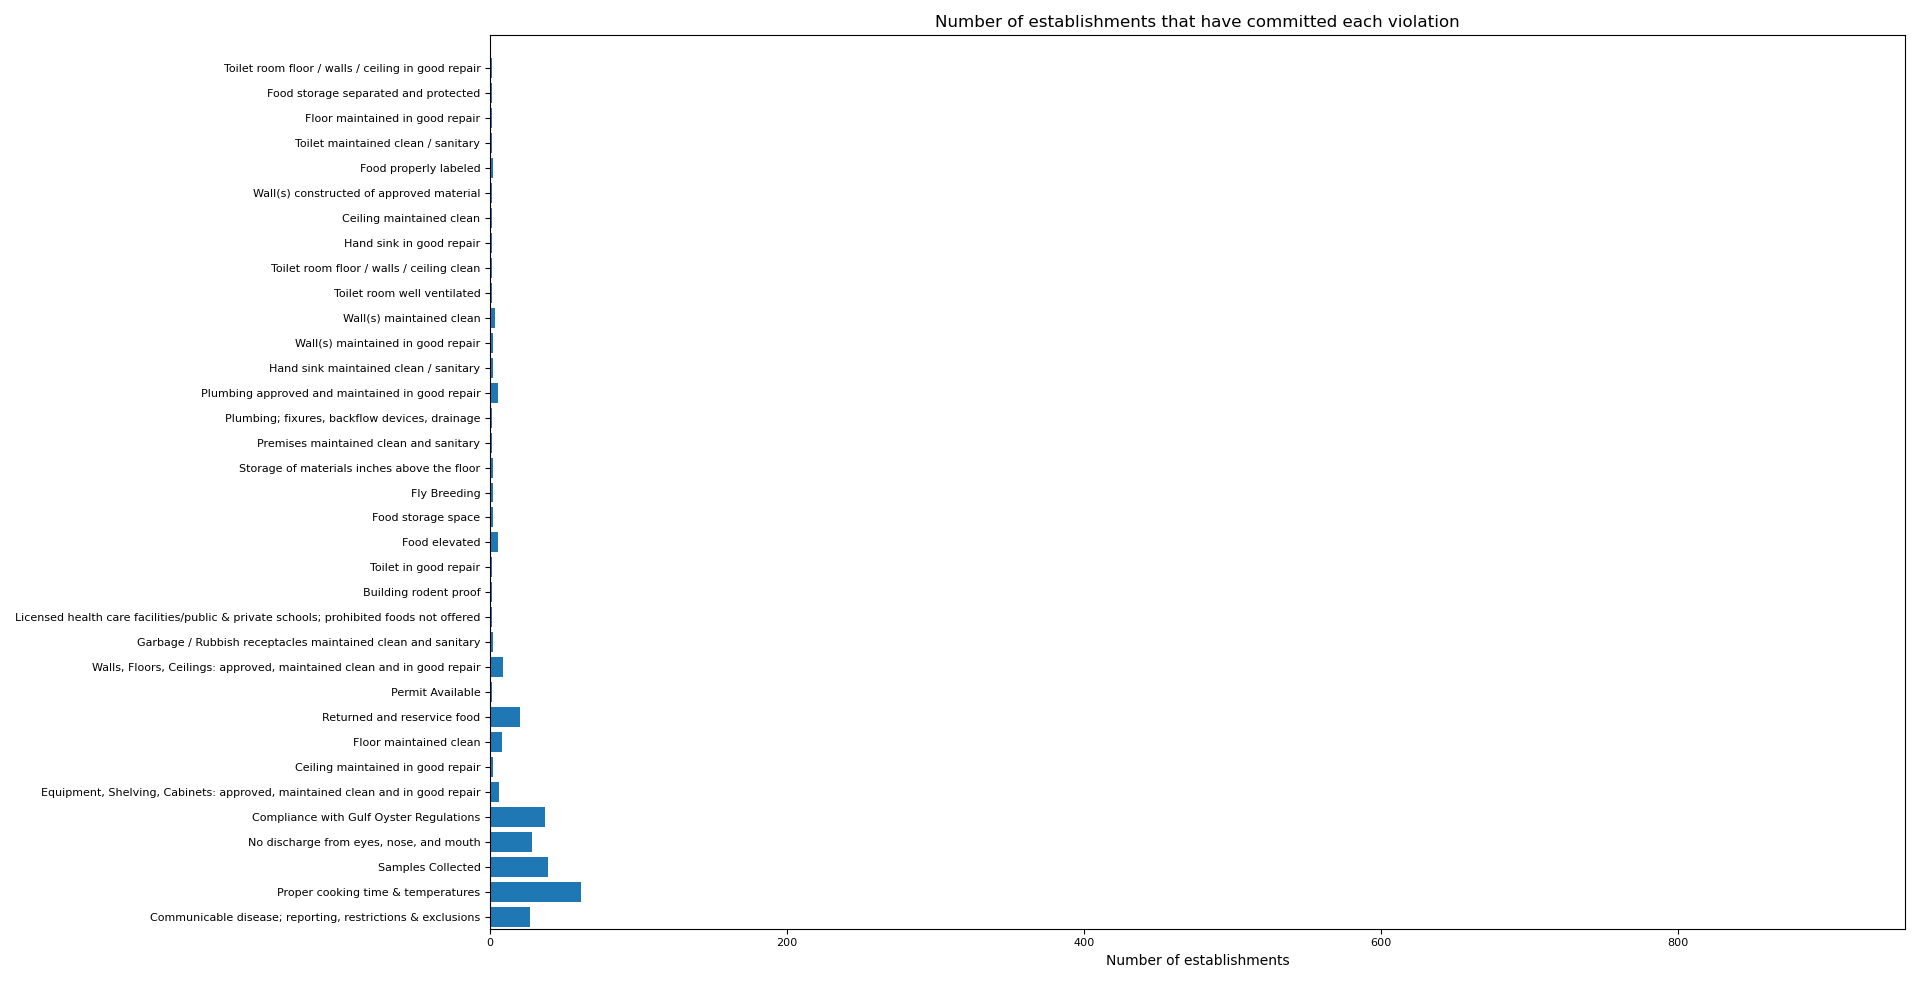 Number of establishments that have committed each violation
Toilet room floor / walls / ceiling in good repair
Food storage separated and protected
Floor maintained in good repair
Toilet maintained clean / sanitary
Food properly labeled
Wall(s) constructed of approved material
Ceiling maintained clean
Hand sink in good repair
Toilet room floor / walls / ceiling clean
Toilet room well ventilated
Wall(s) maintained clean
Wall(s) maintained in good repair
Hand sink maintained clean / sanitary
Plumbing approved and maintained in good repair
Plumbing; fixures, backflow devices, drainage
Premises maintained clean and sanitary
Storage of materials inches above the floor
Fly Breeding
Food storage space
Food elevated
Toilet in good repair
Building rodent proof
Licensed health care facilities/public & private schools; prohibited foods not offered
Garbage / Rubbish receptacles maintained clean and sanitary
Walls, Floors, Ceilings: approved, maintained clean and in good repair
Permit Available
Returned and reservice food
Floor maintained clean
Ceiling maintained in good repair
Equipment, Shelving, Cabinets: approved, maintained clean and in good repair
Compliance with Gulf Oyster Regulations
No discharge from eyes, nose, and mouth
Samples Collected
Proper cooking time & temperatures
Communicable disease; reporting, restrictions & exclusions
0 200 400 600 800
Number of establishments